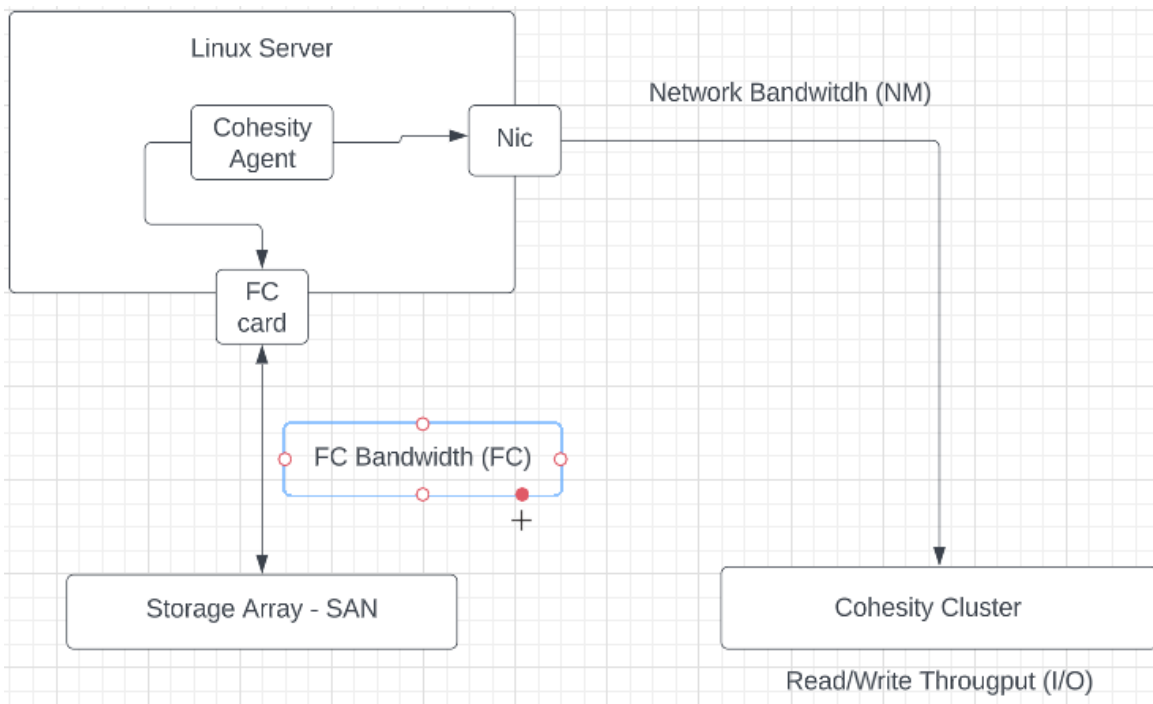 Linux Server
Network Bandwitdh (NM)
Cohesity
Agent
Nic
FC
card
FC Bandwidth (FC)
Storage Array - SAN
Cohesity Cluster
Read/Write Througput (I/O)